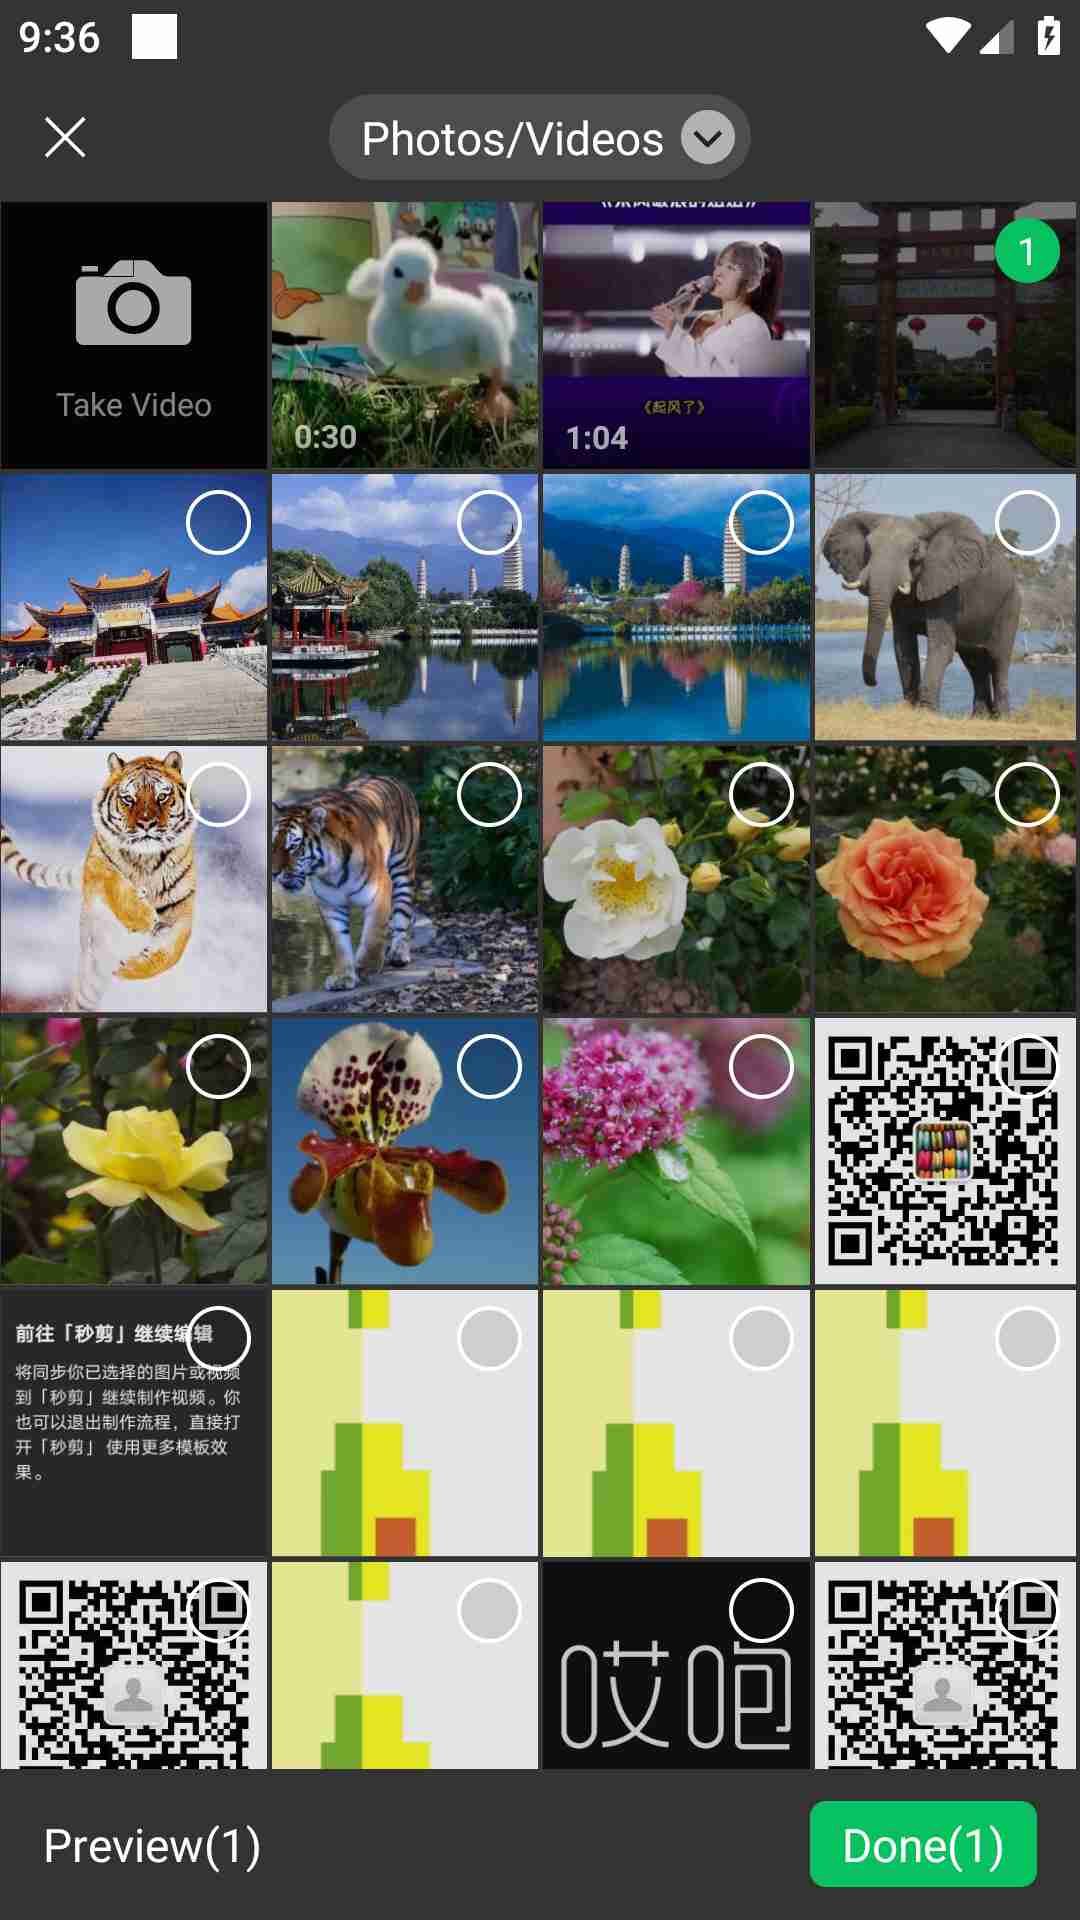 9:36
Photos/Videos
Take Video
0:30
《起风了》
1:04
1
前往「秒剪」继续编辑
将同步你已选择的图片或视频
到「秒剪」继续制作视频。你
也可以退出制作流程，直接打
开「秒剪」使用更多模板效
果。
哎咆
Preview(1)
Done(1)